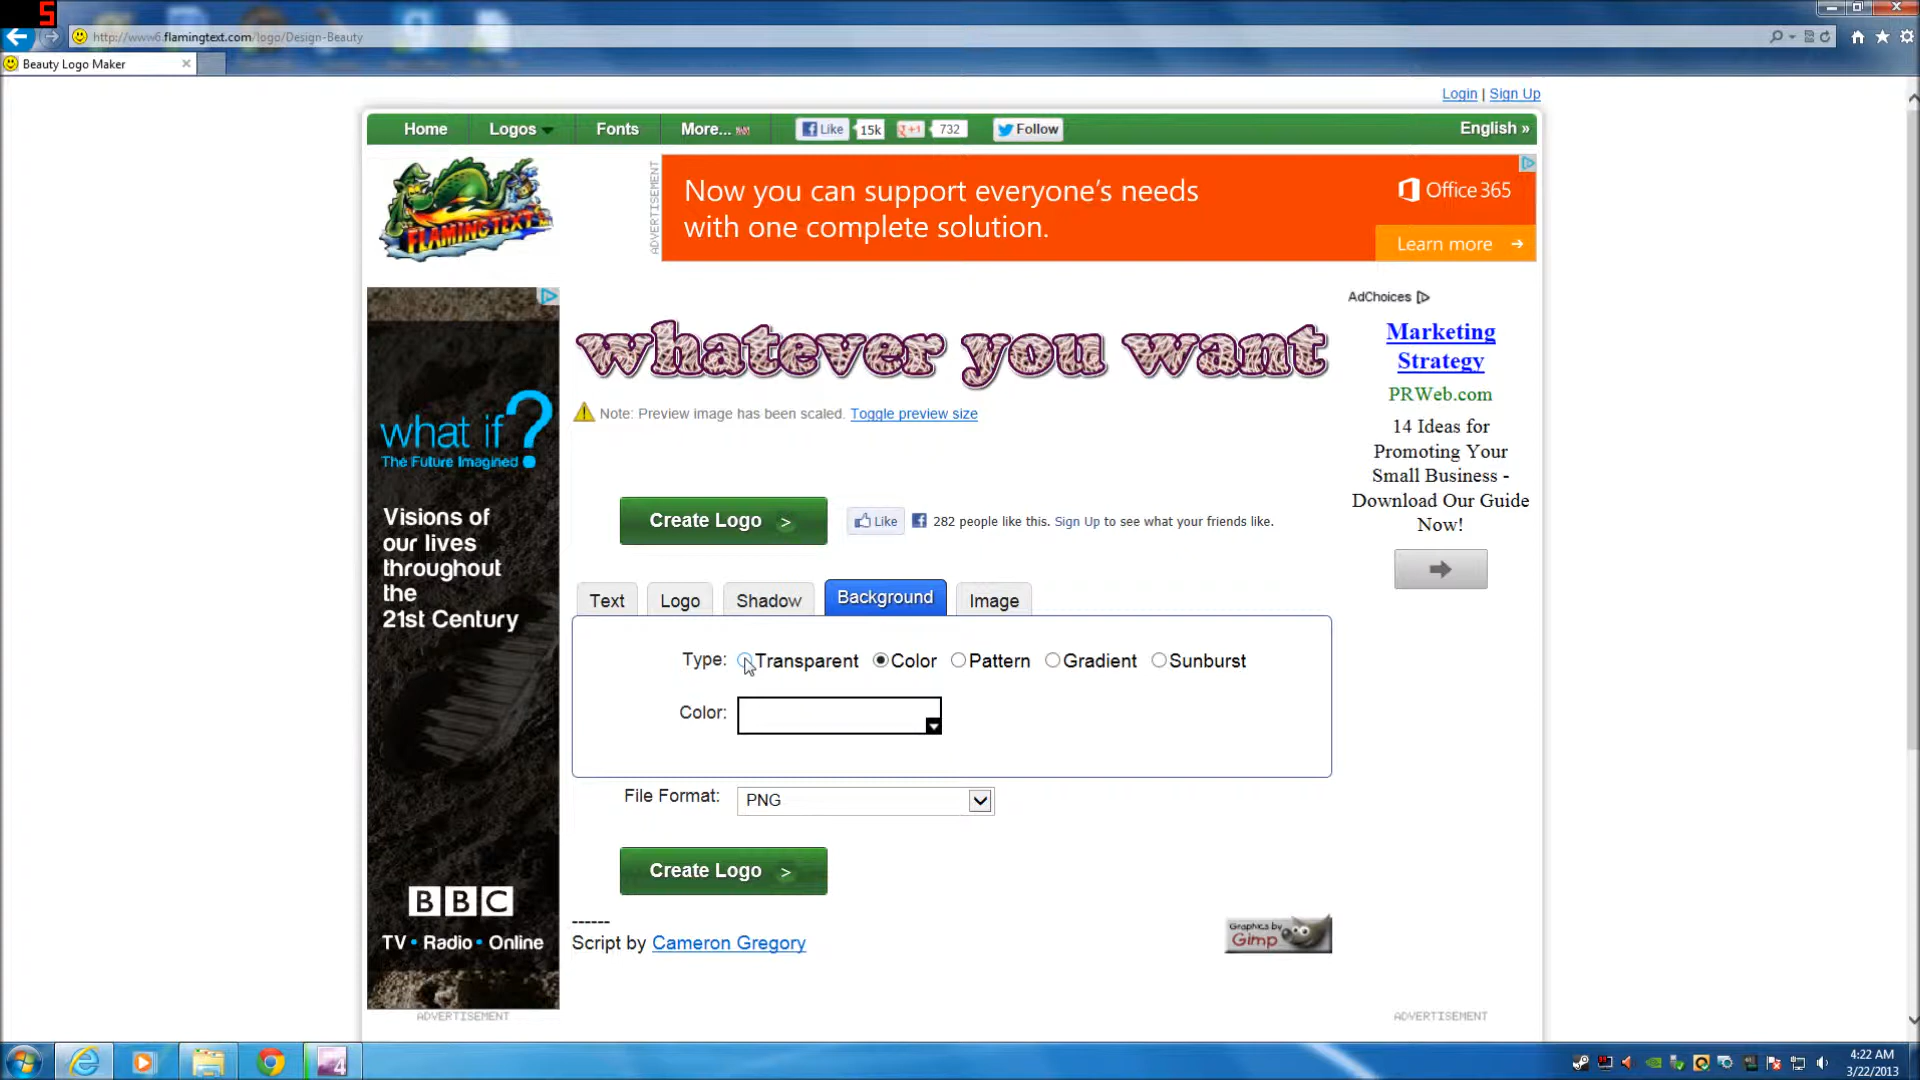 5
http://www6.flamingtext.com/logo/Design-Beauty
Beauty Logo Maker
Login | Sign Up
Home Logos Fonts More... Like 15k +1 732 Follow English »
FLAMINGTEXT
ADVERTISEMENT
Now you can support everyone's needs
with one complete solution.
Office 365
Learn more →
what if?
The Future Imagined
Visions of
our lives
throughout
the
21st Century
BBC
TV • Radio • Online
ADVERTISEMENT
whatever you want
Note: Preview image has been scaled. Toggle preview size
Create Logo >
Like 282 people like this. Sign Up to see what your friends like.
Text Logo Shadow Background Image
Type: Transparent Color Pattern Gradient Sunburst
Color:
File Format: PNG
Create Logo >
------
Script by Cameron Gregory
Graphics by
Gimp
AdChoices
Marketing
Strategy
PRWeb.com
14 Ideas for
Promoting Your
Small Business -
Download Our Guide
Now!
ADVERTISEMENT
4
4:22 AM
3/22/2013